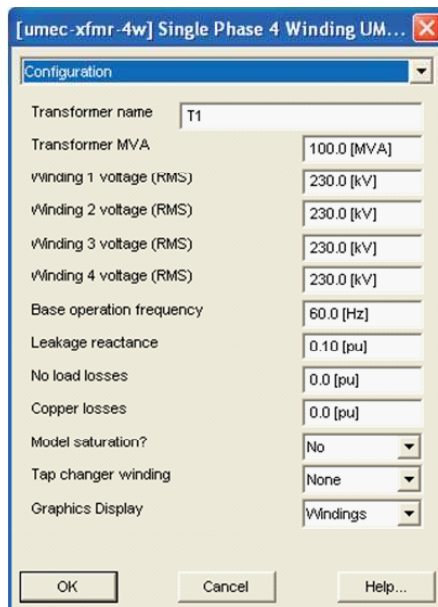 [umec-xfmr-4w] Single Phase 4 Winding UM...
Configuration
Transformer name T1
Transformer MVA 100.0 [MVA]
Winding 1 voltage (RMS) 230.0 [kV]
Winding 2 voltage (RMS) 230.0 [kV]
Winding 3 voltage (RMS) 230.0 [kV]
Winding 4 voltage (RMS) 230.0 [kV]
Base operation frequency 60.0 [Hz]
Leakage reactance 0.10 [pu]
No load losses 0.0 [pu]
Copper losses 0.0 [pu]
Model saturation? No
Tap changer winding None
Graphics Display Windings
OK Cancel Help...